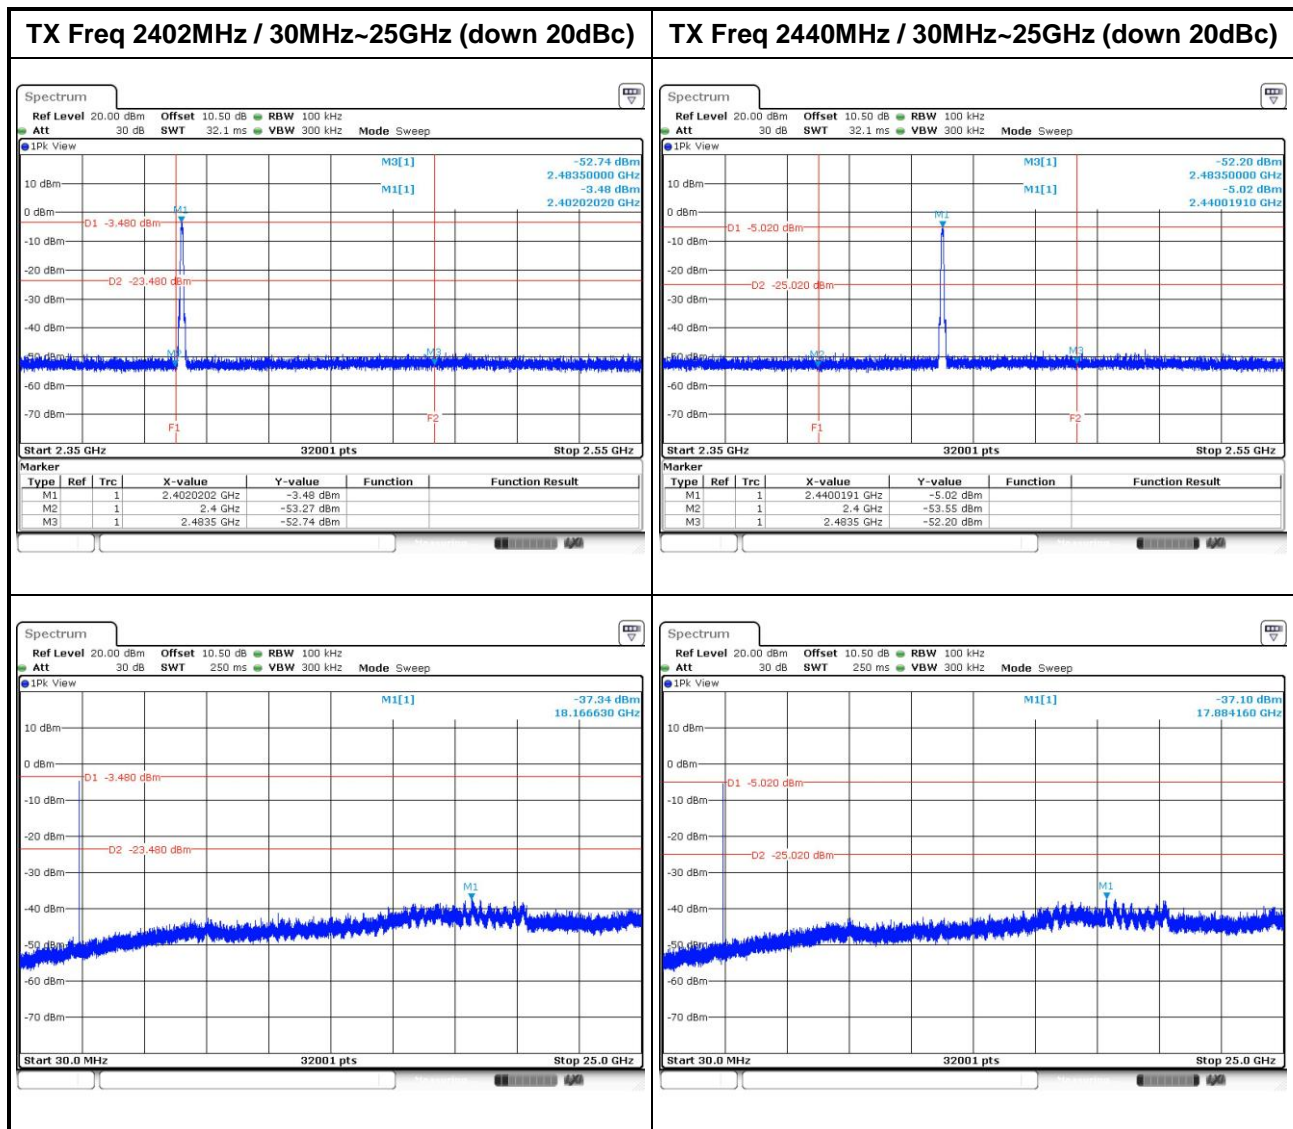 TX Freq 2402MHz / 30MHz~25GHz (down 20dBc)
TX Freq 2440MHz / 30MHz~25GHz (down 20dBc)
Spectrum
Ref Level 20.00 dBm Offset 10.50 dB RBW 100 kHz
Att 30 dB SWT 32.1 ms VBW 300 kHz Mode Sweep
1Pk View
M3[1] -52.74 dBm
2.48350000 GHz
M1[1] -3.48 dBm
2.40202020 GHz
10 dBm
0 dBm
M1
D1 -3.480 dBm
-10 dBm
-20 dBm
D2 -23.480 dBm
-30 dBm
-40 dBm
M3
-60 dBm
-70 dBm
F1
F2
Start 2.35 GHz 32001 pts Stop 2.55 GHz
Marker
Type Ref Trc X-value Y-value Function Function Result
M1 1 2.4020202 GHz -3.48 dBm
M2 1 2.4 GHz -53.27 dBm
M3 1 2.4835 GHz -52.74 dBm
Spectrum
Ref Level 20.00 dBm Offset 10.50 dB RBW 100 kHz
Att 30 dB SWT 32.1 ms VBW 300 kHz Mode Sweep
1Pk View
M3[1] -52.20 dBm
2.48350000 GHz
M1[1] -5.02 dBm
2.44001910 GHz
10 dBm
0 dBm
M1
D1 -5.020 dBm
-10 dBm
-20 dBm
D2 -25.020 dBm
-30 dBm
-40 dBm
M2
M3
-60 dBm
-70 dBm
F1
F2
Start 2.35 GHz 32001 pts Stop 2.55 GHz
Marker
Type Ref Trc X-value Y-value Function Function Result
M1 1 2.4400191 GHz -5.02 dBm
M2 1 2.4 GHz -53.55 dBm
M3 1 2.4835 GHz -52.20 dBm
Spectrum
Ref Level 20.00 dBm Offset 10.50 dB RBW 100 kHz
Att 30 dB SWT 250 ms VBW 300 kHz Mode Sweep
1Pk View
M1[1] -37.34 dBm
18.166630 GHz
10 dBm
0 dBm
D1 -3.480 dBm
-10 dBm
-20 dBm
D2 -23.480 dBm
-30 dBm
M1
-40 dBm
-50 dBm
-60 dBm
-70 dBm
Start 30.0 MHz 32001 pts Stop 25.0 GHz
Spectrum
Ref Level 20.00 dBm Offset 10.50 dB RBW 100 kHz
Att 30 dB SWT 250 ms VBW 300 kHz Mode Sweep
1Pk View
M1[1] -37.10 dBm
17.884160 GHz
10 dBm
0 dBm
D1 -5.020 dBm
-10 dBm
-20 dBm
D2 -25.020 dBm
-30 dBm
M1
-40 dBm
-50 dBm
-60 dBm
-70 dBm
Start 30.0 MHz 32001 pts Stop 25.0 GHz